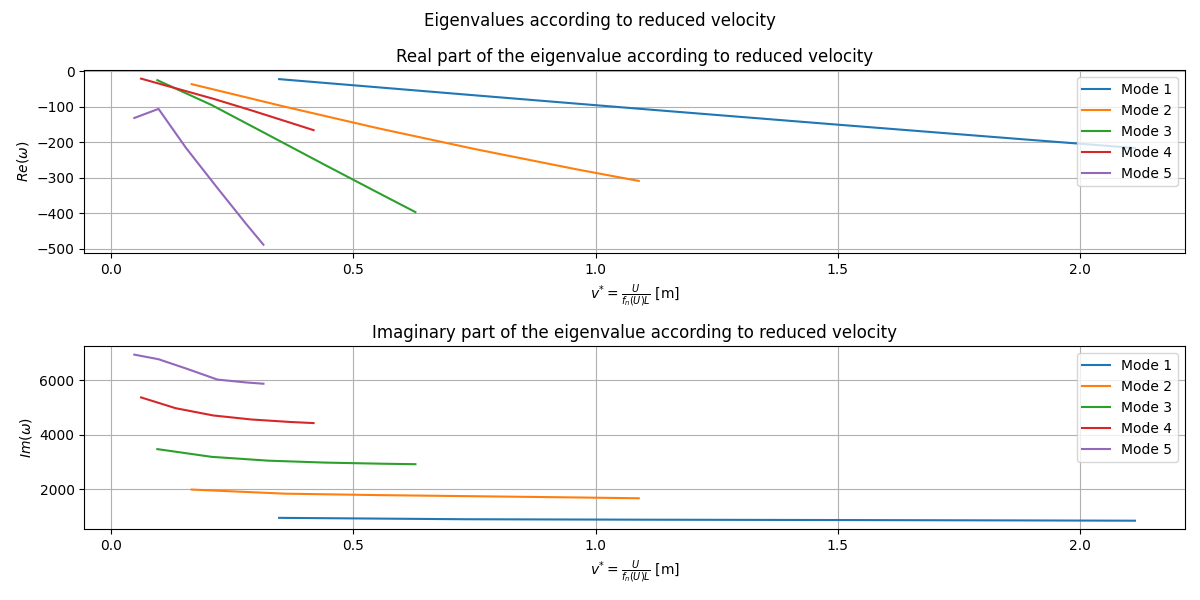 Eigenvalues according to reduced velocity
Real part of the eigenvalue according to reduced velocity
0
−100
−200
−300
−400
−500
Re(ω)
Mode 1
Mode 2
Mode 3
Mode 4
Mode 5
0.0 0.5 1.0 1.5 2.0
v* = U/f_n(U)L [m]
Imaginary part of the eigenvalue according to reduced velocity
6000
4000
2000
Im(ω)
Mode 1
Mode 2
Mode 3
Mode 4
Mode 5
0.0 0.5 1.0 1.5 2.0
v* = U/f_n(U)L [m]